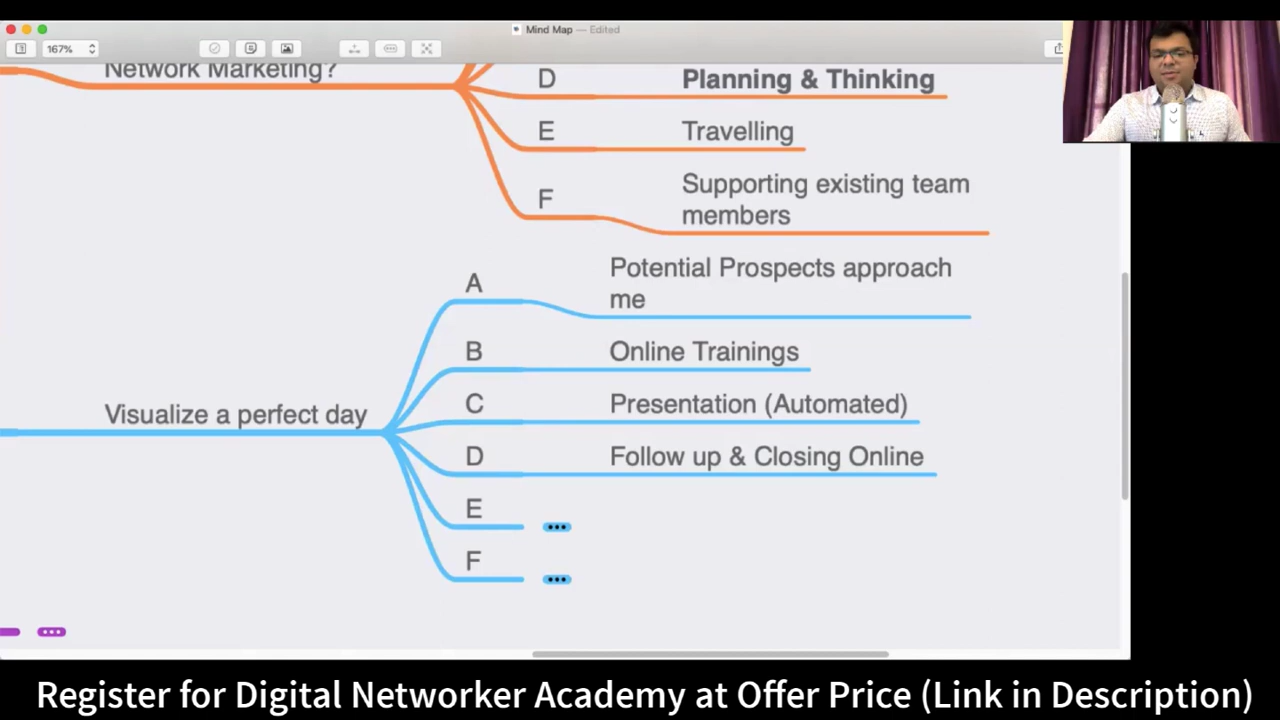 Mind Map — Edited
167%
Network Marketing?
D Planning & Thinking
E Travelling
F Supporting existing team
members
A Potential Prospects approach
me
B Online Trainings
C Presentation (Automated)
Visualize a perfect day
D Follow up & Closing Online
E
F
Register for Digital Networker Academy at Offer Price (Link in Description)